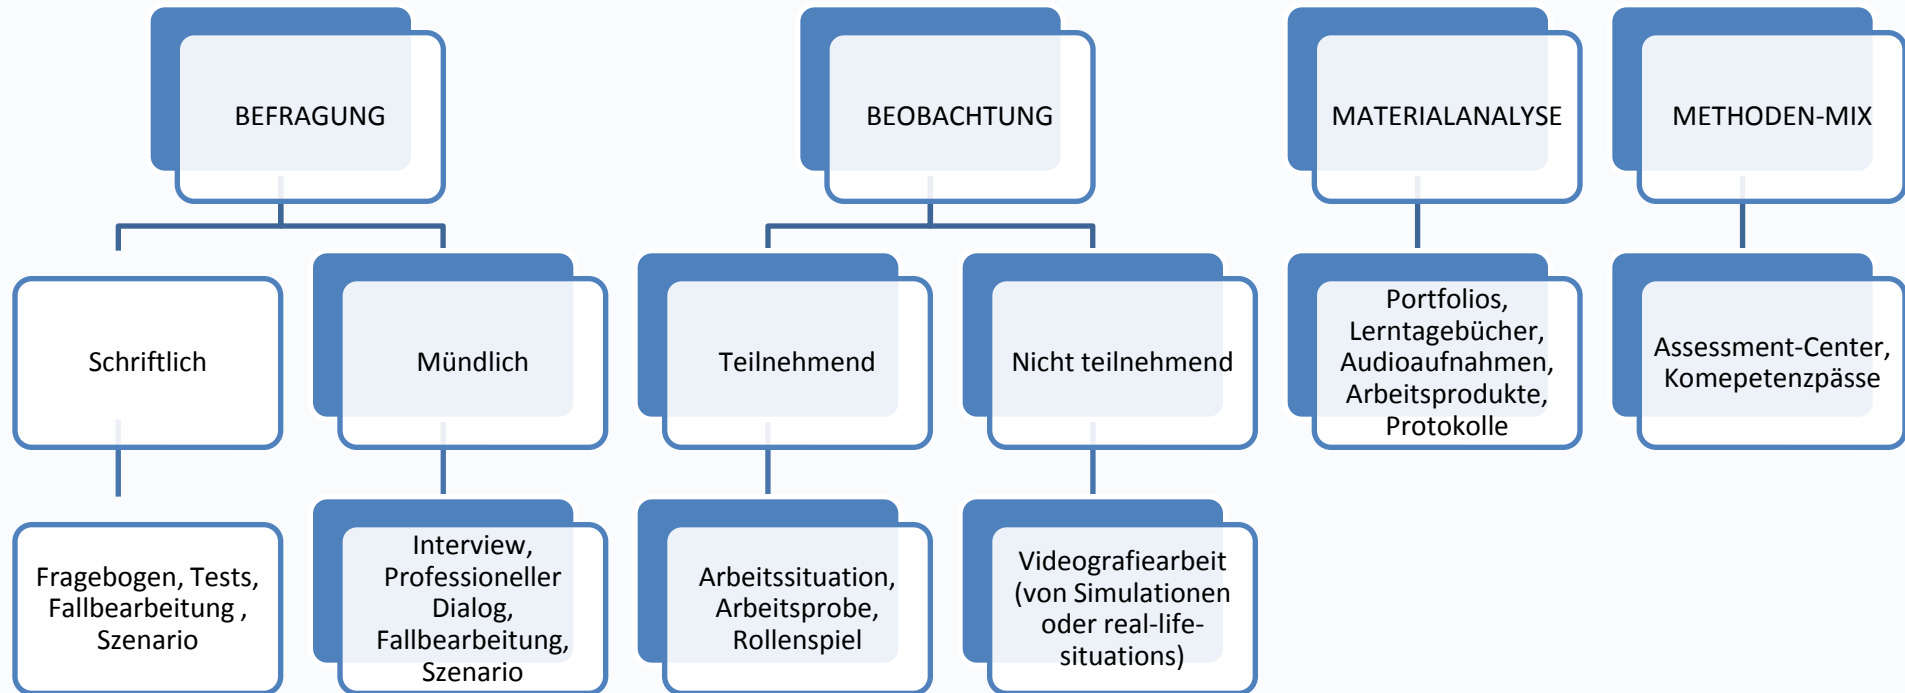 BEFRAGUNG
BEOBACHTUNG
MATERIALANALYSE
METHODEN-MIX
Schriftlich
Mündlich
Teilnehmend
Nicht teilnehmend
Portfolios,
Lerntagebücher,
Audioaufnahmen,
Arbeitsprodukte,
Protokolle
Assessment-Center,
Komepetenzpässe
Fragebogen, Tests,
Fallbearbeitung ,
Szenario
Interview,
Professioneller
Dialog,
Fallbearbeitung,
Szenario
Arbeitssituation,
Arbeitsprobe,
Rollenspiel
Videografiearbeit
(von Simulationen
oder real-life-
situations)